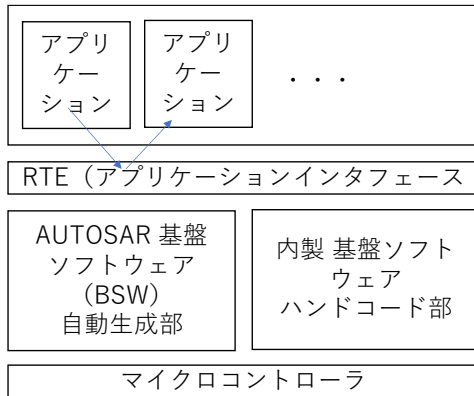 アプリ
ケー
ション
アプリ
ケー
ション
・・・
RTE（アプリケーションインタフェース
AUTOSAR 基盤
ソフトウェア
(BSW)
自動生成部
内製 基盤ソフト
ウェア
ハンドコード部
マイクロコントローラ